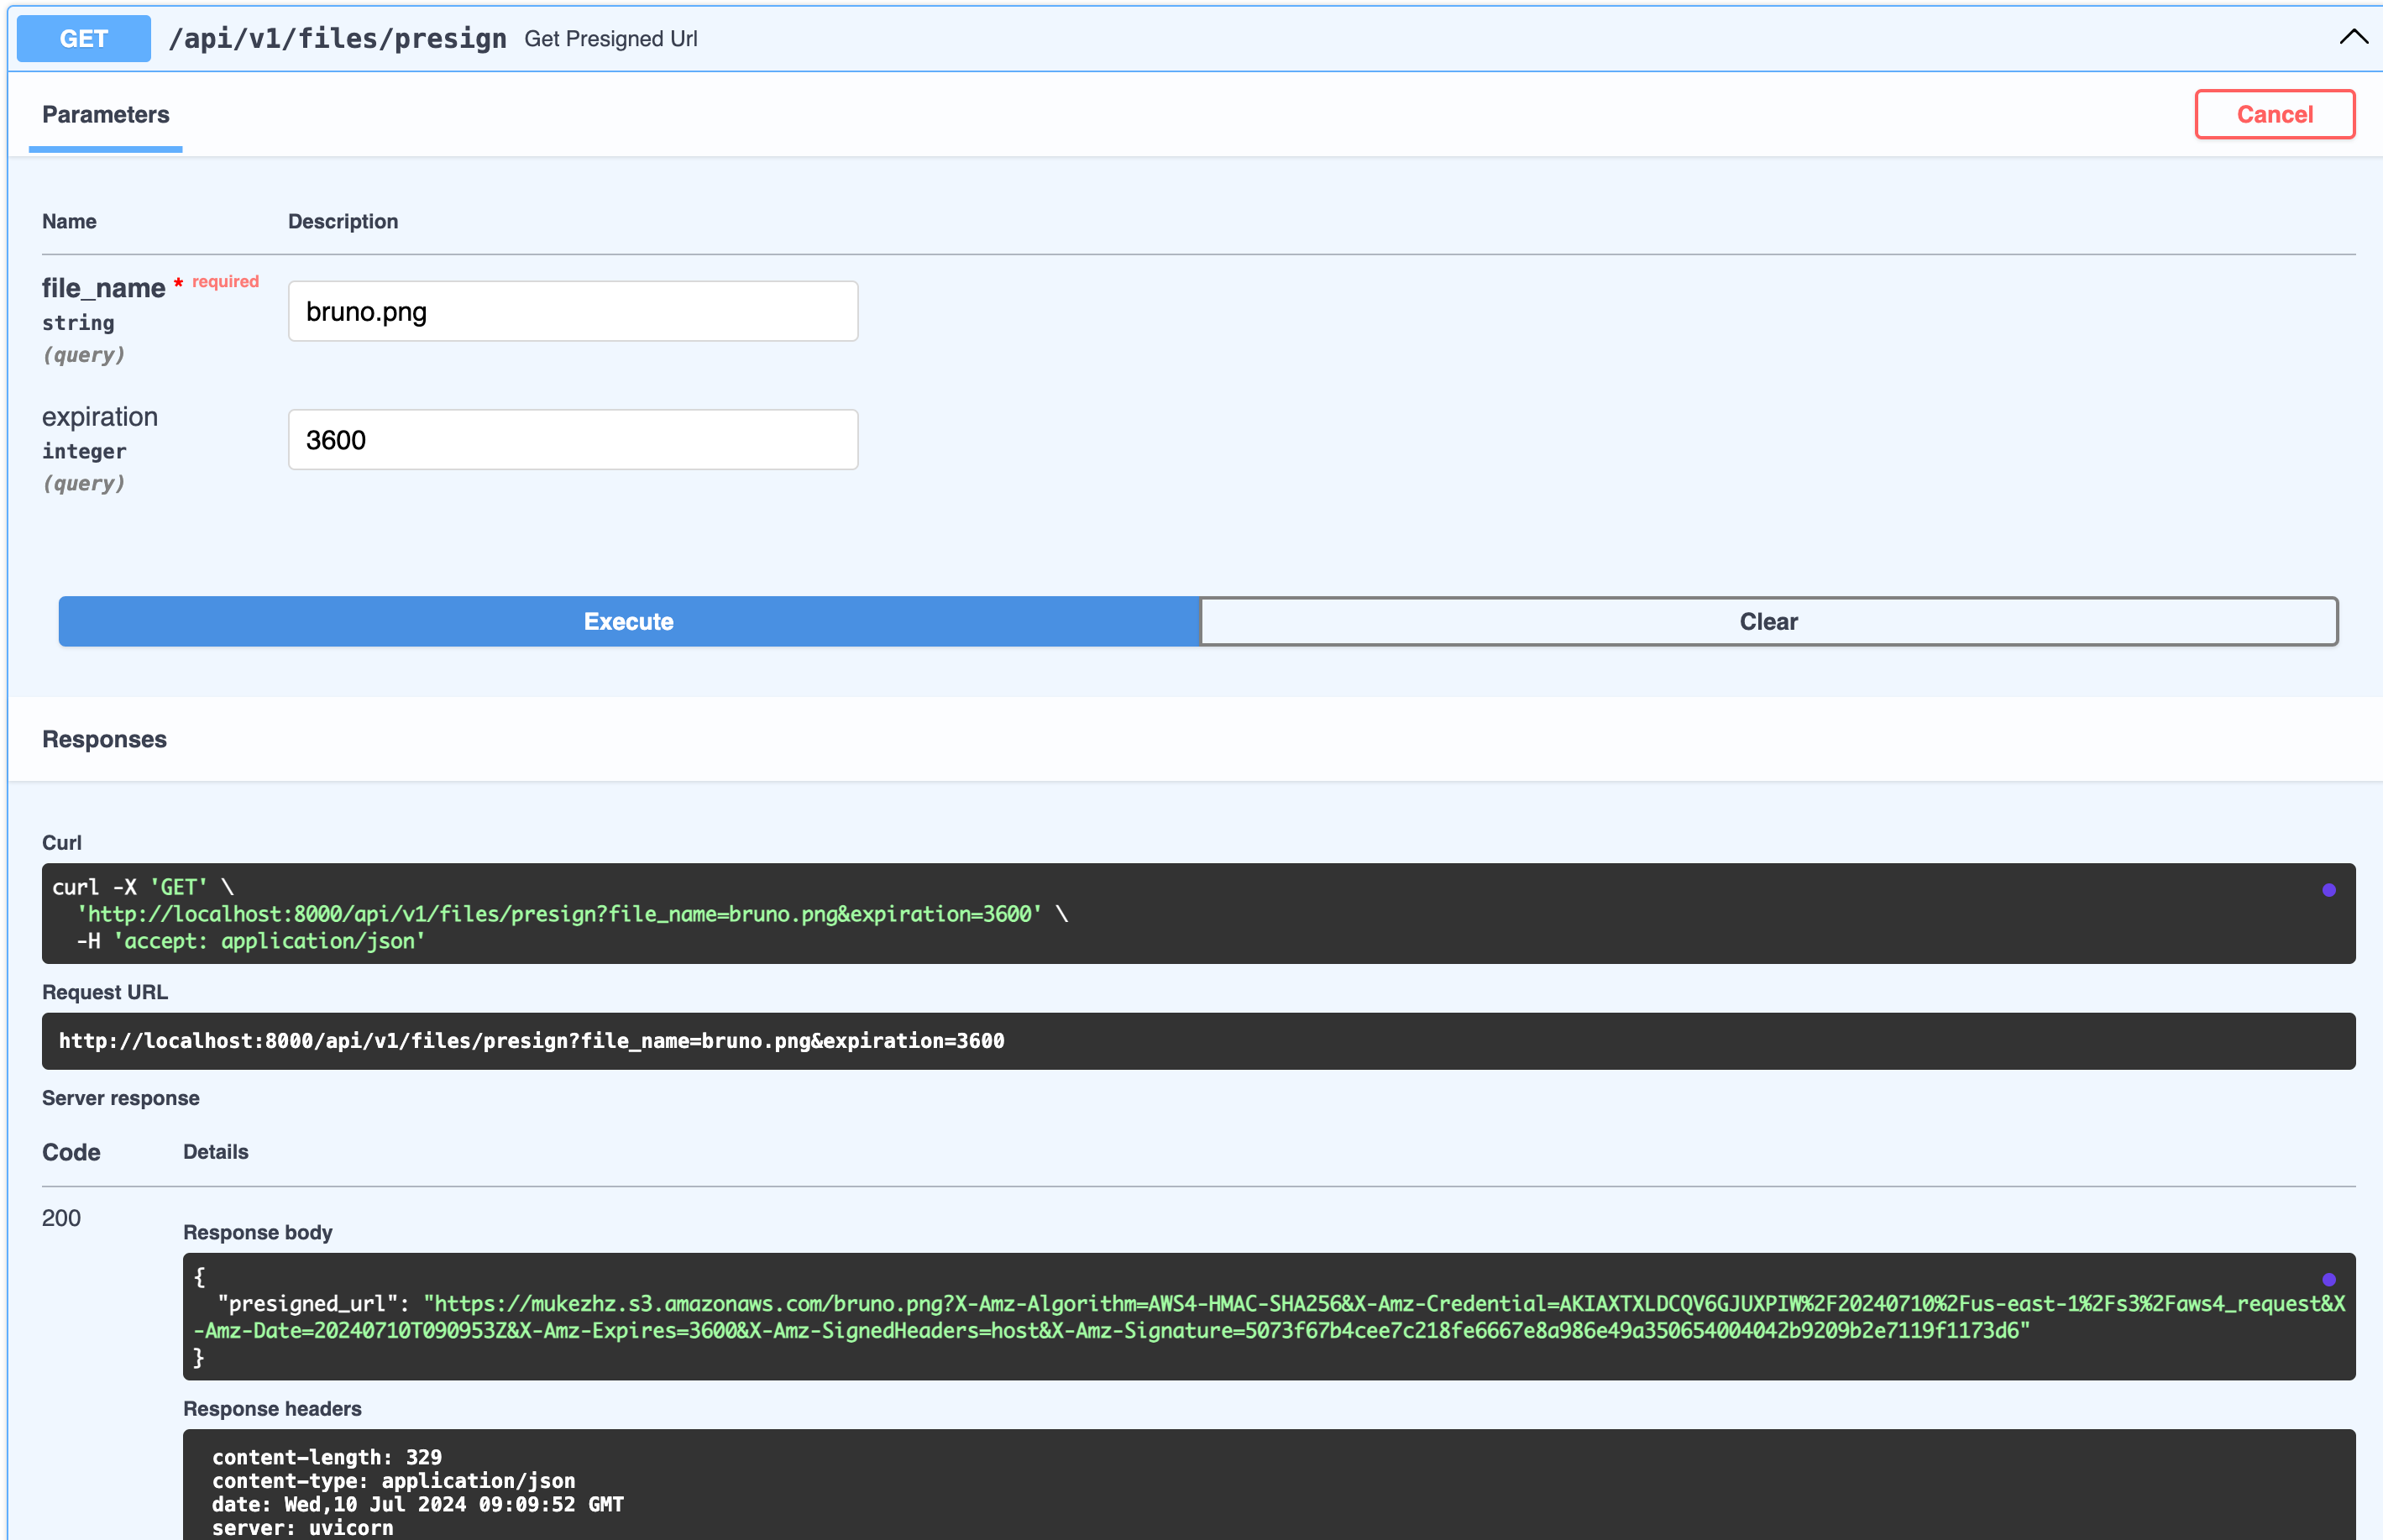 GET /api/v1/files/presign Get Presigned Url
Parameters
Cancel
Name Description
file_name * required
string
(query)
bruno.png
expiration
integer
(query)
3600
Execute Clear
Responses
Curl
curl -X 'GET' \
'http://localhost:8000/api/v1/files/presign?file_name=bruno.png&expiration=3600' \
-H 'accept: application/json'
Request URL
http://localhost:8000/api/v1/files/presign?file_name=bruno.png&expiration=3600
Server response
Code Details
200
Response body
{
"presigned_url": "https://mukezhz.s3.amazonaws.com/bruno.png?X-Amz-Algorithm=AWS4-HMAC-SHA256&X-Amz-Credential=AKIAXTXLDCQV6GJUXPIW%2F20240710%2Fus-east-1%2Fs3%2Faws4_request&X
-Amz-Date=20240710T090953Z&X-Amz-Expires=3600&X-Amz-SignedHeaders=host&X-Amz-Signature=5073f67b4cee7c218fe6667e8a986e49a350654004042b9209b2e7119f1173d6"
}
Response headers
content-length: 329
content-type: application/json
date: Wed,10 Jul 2024 09:09:52 GMT
server: uvicorn